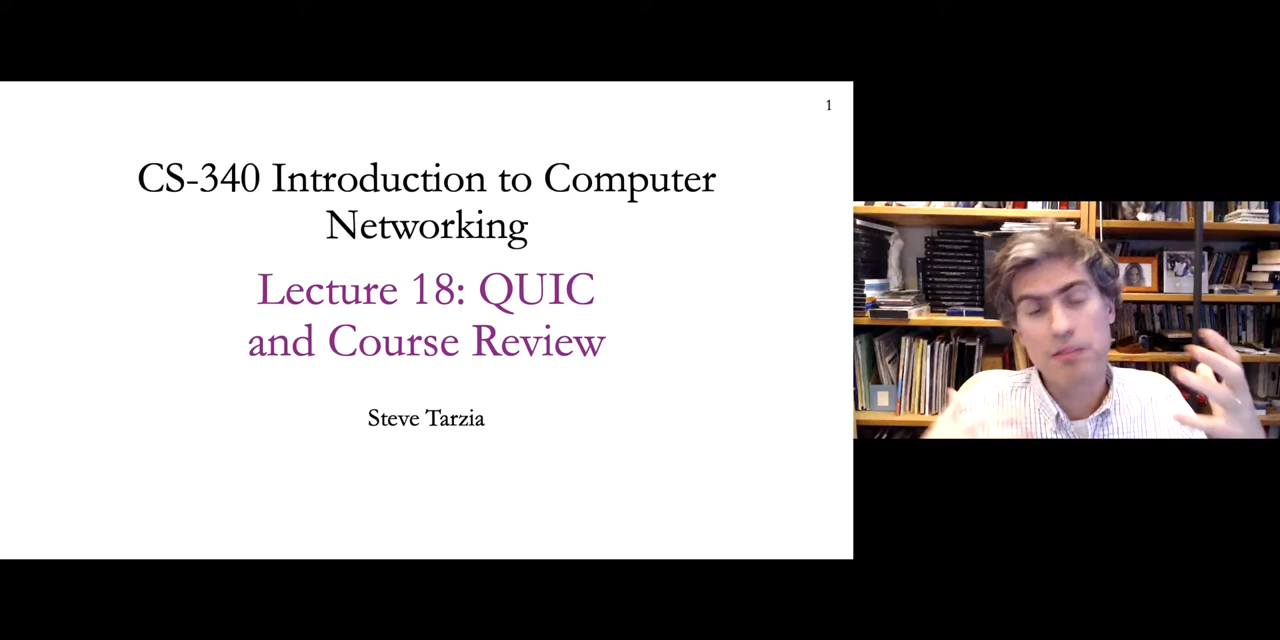 1
CS-340 Introduction to Computer
Networking
Lecture 18: QUIC
and Course Review
Steve Tarzia